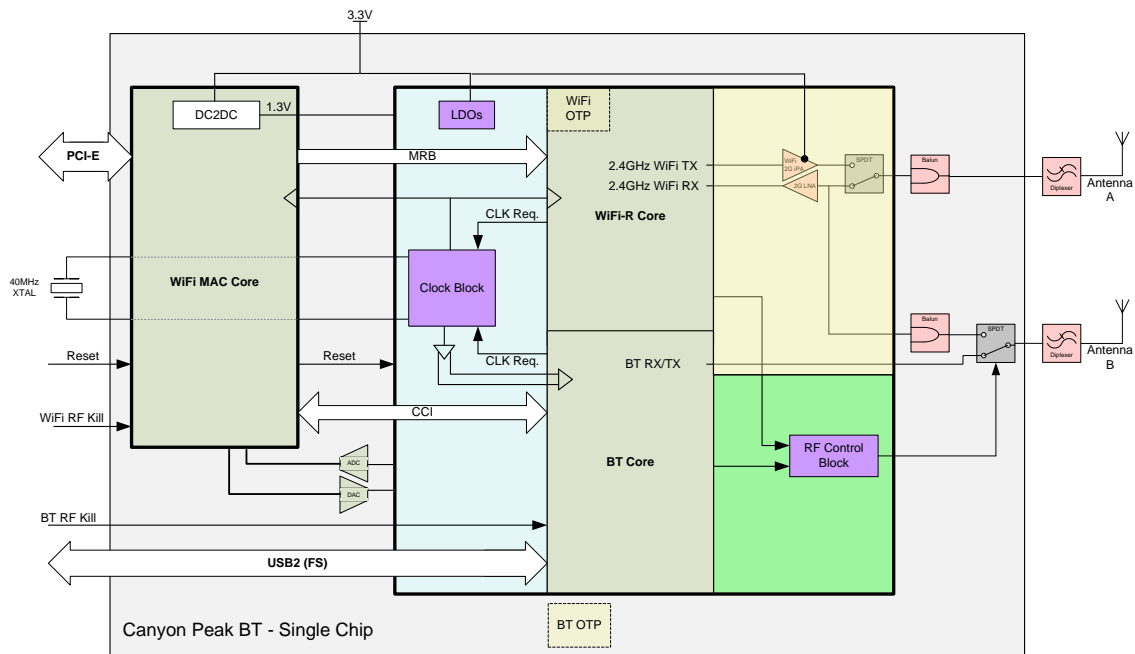 3.3V
DC2DC
1.3V
LDOs
WiFi
OTP
PCI-E
MRB
2.4GHz WiFi TX
2.4GHz WiFi RX
WiFi
2G iPA
2G LNA
SPDT
Balun
Diplexer
Antenna
A
CLK Req.
WiFi-R Core
40MHz
XTAL
WiFi MAC Core
Clock Block
Balun
SPDT
Diplexer
Antenna
B
Reset
Reset
CLK Req.
BT RX/TX
WiFi RF Kill
CCI
ADC
DAC
BT Core
RF Control
Block
BT RF Kill
USB2 (FS)
BT OTP
Canyon Peak BT - Single Chip